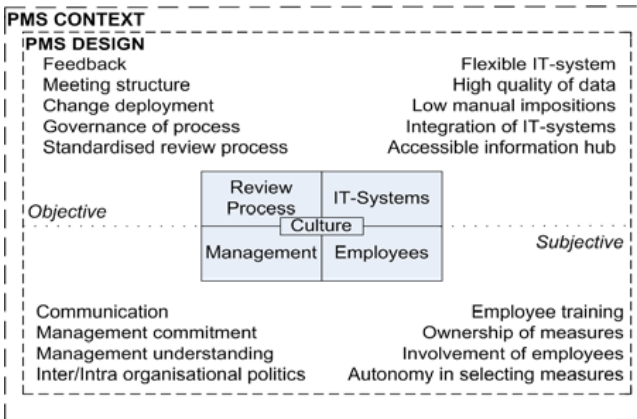 PMS CONTEXT
PMS DESIGN
Feedback
Meeting structure
Change deployment
Governance of process
Standardised review process
Flexible IT-system
High quality of data
Low manual impositions
Integration of IT-systems
Accessible information hub
Review
Process
IT-Systems
Objective
Culture
Subjective
Management
Employees
Communication
Management commitment
Management understanding
Inter/Intra organisational politics
Employee training
Ownership of measures
Involvement of employees
Autonomy in selecting measures